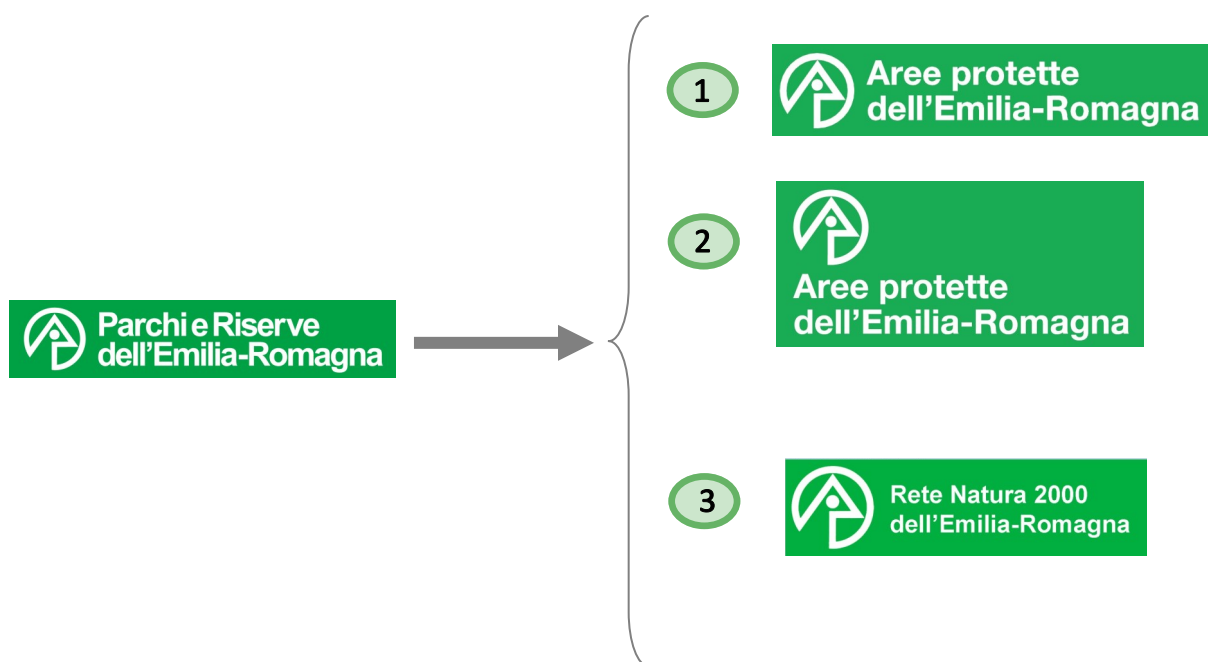 Parchi e Riserve
dell'Emilia-Romagna
1
Aree protette
dell'Emilia-Romagna
2
Aree protette
dell'Emilia-Romagna
3
Rete Natura 2000
dell'Emilia-Romagna